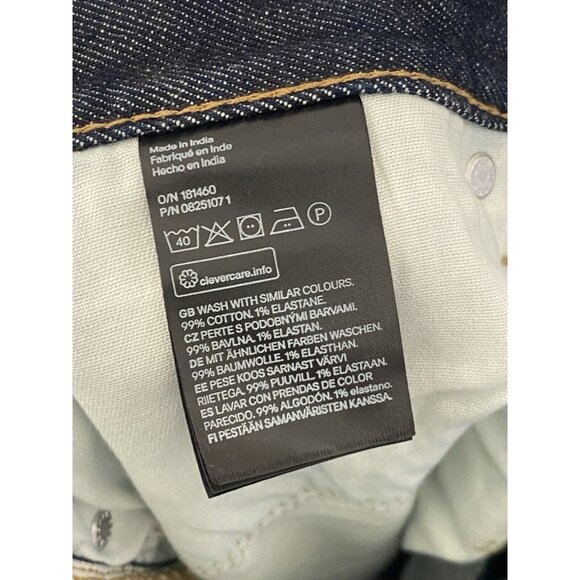 Made in India
Fabriqué en Inde
Hecho en India
O/N 181460
P/N 0825107 1
40 P
clevercare.info
GB WASH WITH SIMILAR COLOURS.
99% COTTON. 1% ELASTANE.
CZ PERTE S PODOBNÝMI BARVAMI.
99% BAVLNA. 1% ELASTAN.
DE MIT ÄHNLICHEN FARBEN WASCHEN.
99% BAUMWOLLE. 1% ELASTHAN.
EE PESE KOOS SARNAST VÄRVI
RIIETEGA. 99% PUUVILL. 1% ELASTAAN.
ES LAVAR CON PRENDAS DE COLOR
PARECIDO. 99% ALGODÓN. 1% elastano.
FI PESTÄÄN SAMANVÄRISTEN KANSSA.